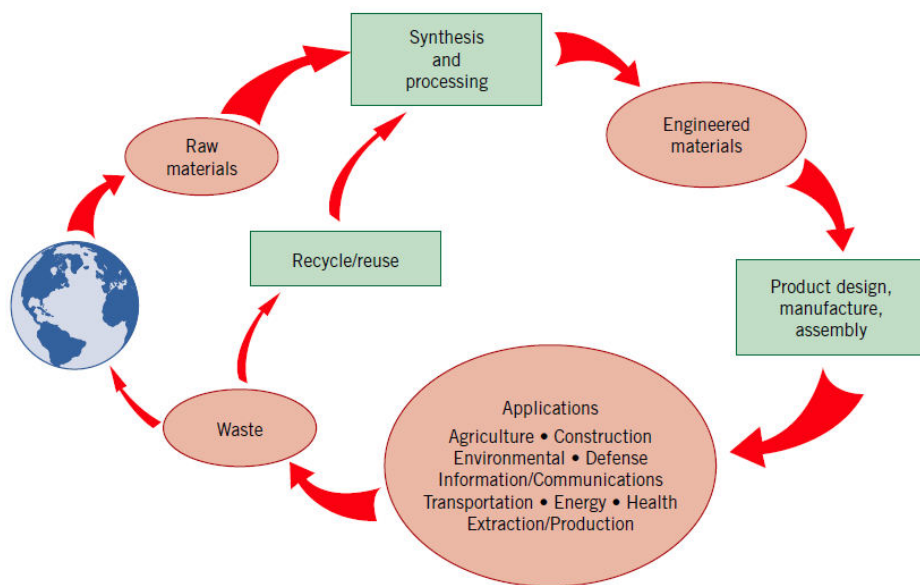 Synthesis
and
processing
Raw
materials
Engineered
materials
Recycle/reuse
Product design,
manufacture,
assembly
Waste
Applications
Agriculture • Construction
Environmental • Defense
Information/Communications
Transportation • Energy • Health
Extraction/Production